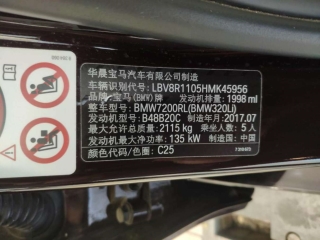 华晨宝马汽车有限公司制造
车辆识别代号: LBV8R1105HMK45956
品牌: 宝马(BMW)牌 发动机排量: 1998 ml
整车型号: BMW7200RL(BMW320Li)
发动机型号: B48B20C 制造年月: 2017.07
最大允许总质量: 2115 kg 乘坐人数: 5 人
发动机最大净功率: 135 kW 制造国: 中国
颜色代码/色圈: C25